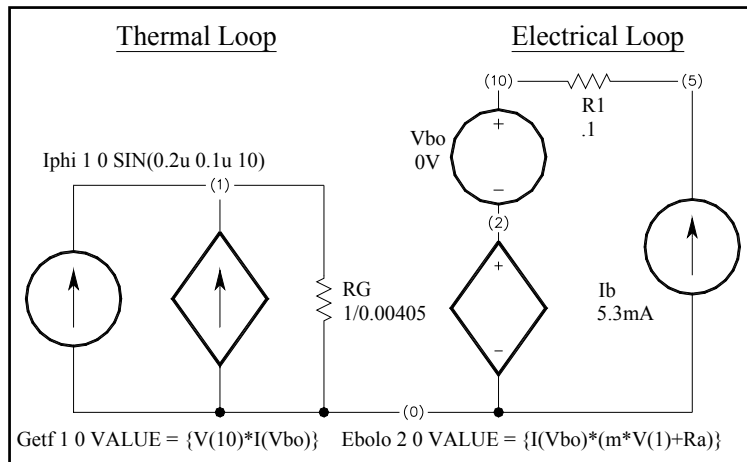 Thermal Loop
Electrical Loop
(10)
(5)
R1
.1
Vbo
0V
+
−
Iphi 1 0 SIN(0.2u 0.1u 10)
(1)
(2)
+
−
RG
1/0.00405
Ib
5.3mA
(0)
Getf 1 0 VALUE = {V(10)*I(Vbo)}
Ebolo 2 0 VALUE = {I(Vbo)*(m*V(1)+Ra)}